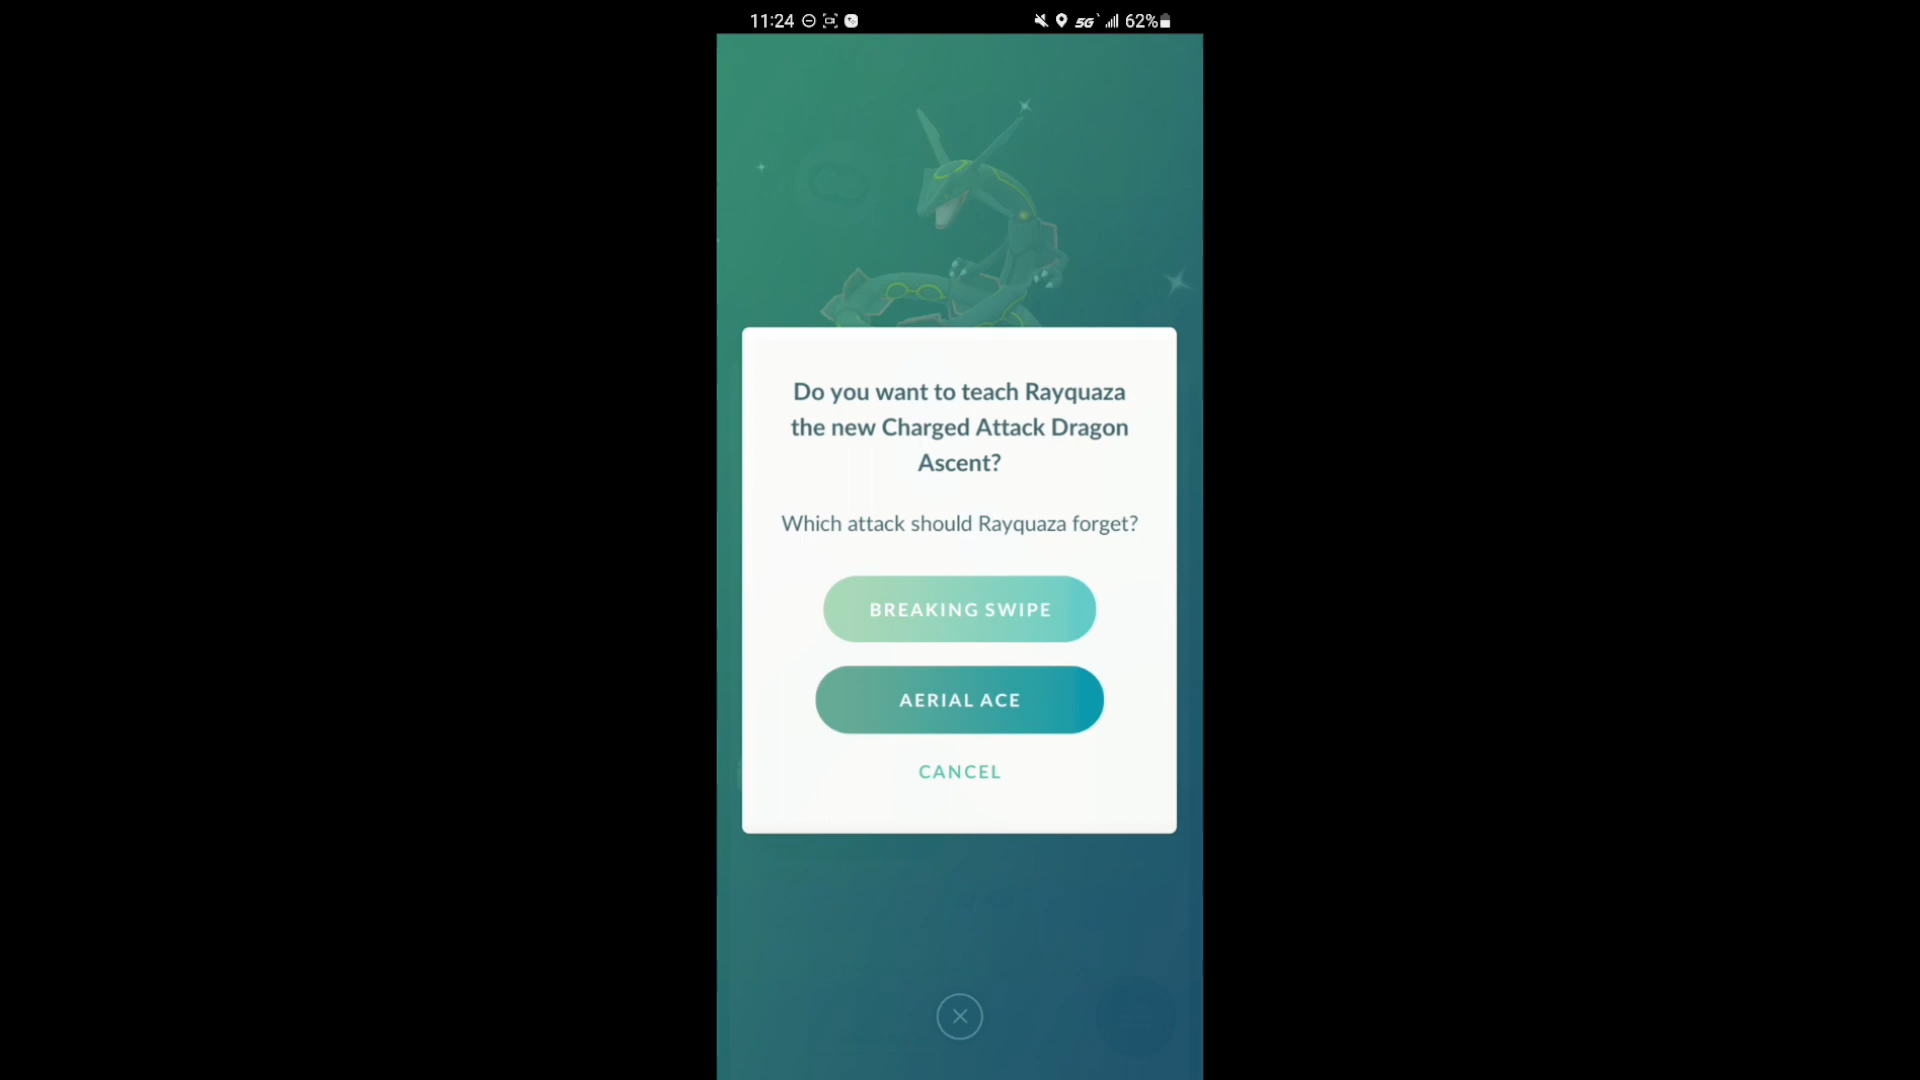 11:24 5G 62%
Do you want to teach Rayquaza
the new Charged Attack Dragon
Ascent?
Which attack should Rayquaza forget?
BREAKING SWIPE
AERIAL ACE
CANCEL